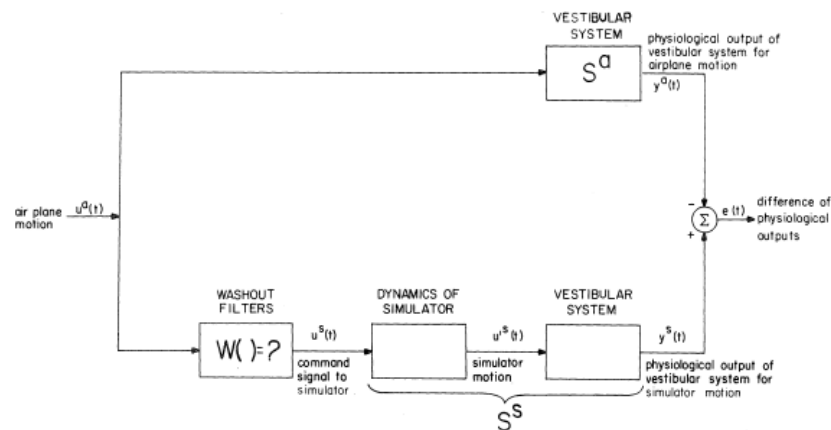 VESTIBULAR
SYSTEM
physiological output of
vestibular system for
airplane motion
S^a
y^a(t)
air plane
motion
u^a(t)
-
Σ
+
e(t)
difference of
physiological
outputs
WASHOUT
FILTERS
W( )=?
u^s(t)
command
signal to
simulator
DYNAMICS OF
SIMULATOR
u'^s(t)
simulator
motion
VESTIBULAR
SYSTEM
y^s(t)
physiological output of
vestibular system for
simulator motion
S^s